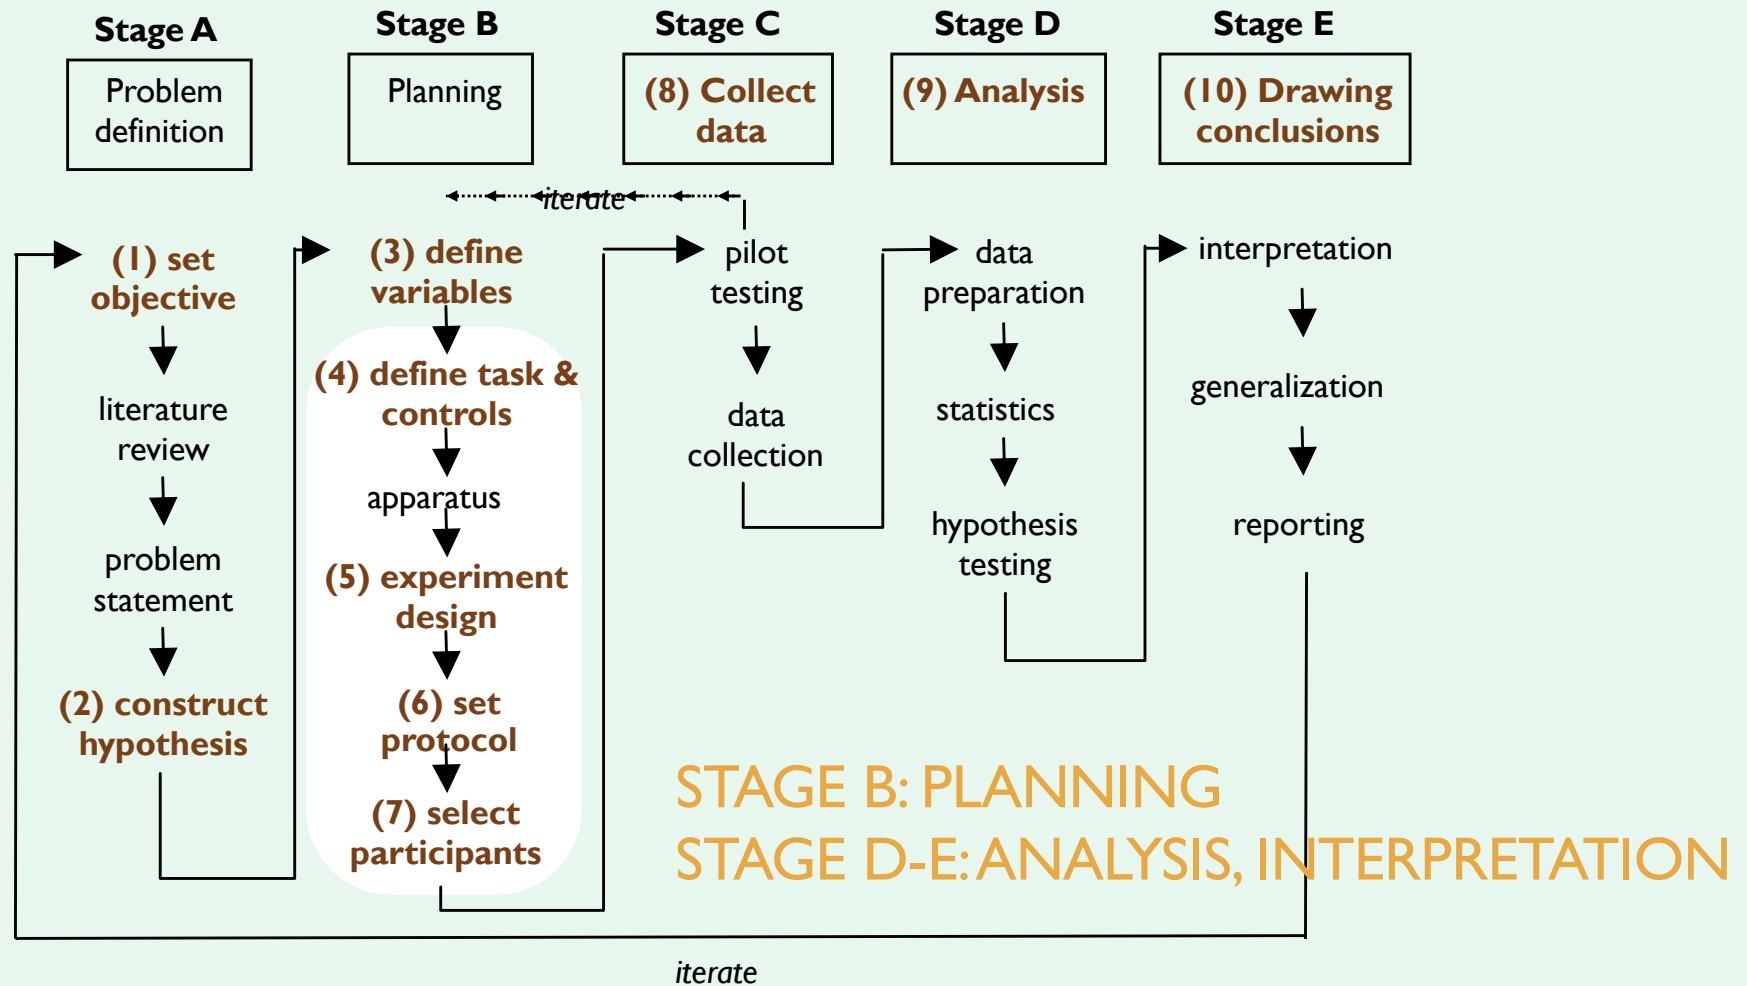 Stage A
Problem
definition
(1) set
objective
literature
review
problem
statement
(2) construct
hypothesis
Stage B
Planning
(3) define
variables
(4) define task &
controls
apparatus
(5) experiment
design
(6) set
protocol
(7) select
participants
Stage C
(8) Collect
data
iterate
pilot
testing
data
collection
Stage D
(9) Analysis
data
preparation
statistics
hypothesis
testing
Stage E
(10) Drawing
conclusions
interpretation
generalization
reporting
STAGE B: PLANNING
STAGE D-E: ANALYSIS, INTERPRETATION
iterate